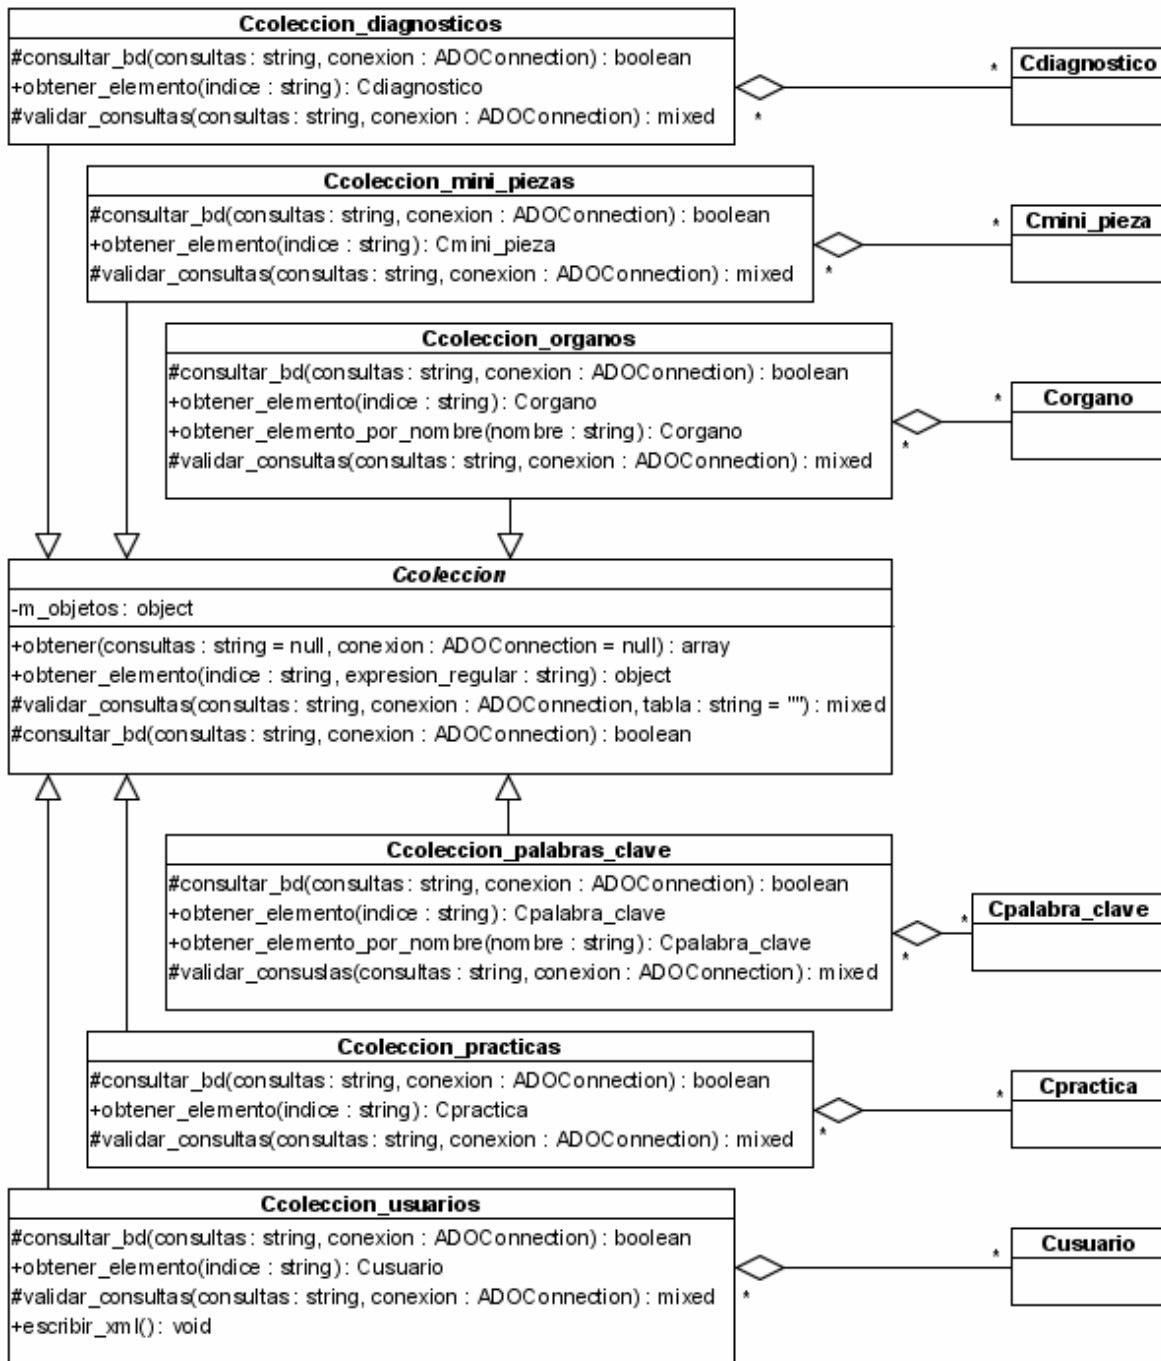 Ccoleccion_diagnosticos
#consultar_bd(consultas : string, conexion : ADOConnection) : boolean
+obtener_elemento(indice : string) : Cdiagnostico
#validar_consultas(consultas : string, conexion : ADOConnection) : mixed
*
*
Cdiagnostico
Ccoleccion_mini_piezas
#consultar_bd(consultas : string, conexion : ADOConnection) : boolean
+obtener_elemento(indice : string) : Cmini_pieza
#validar_consultas(consultas : string, conexion : ADOConnection) : mixed
*
*
Cmini_pieza
Ccoleccion_organos
#consultar_bd(consultas : string, conexion : ADOConnection) : boolean
+obtener_elemento(indice : string) : Corgano
+obtener_elemento_por_nombre(nombre : string) : Corgano
#validar_consultas(consultas : string, conexion : ADOConnection) : mixed
*
*
Corgano
Ccoleccion
-m_objetos : object
+obtener(consultas : string = null, conexion : ADOConnection = null) : array
+obtener_elemento(indice : string, expresion_regular : string) : object
#validar_consultas(consultas : string, conexion : ADOConnection, tabla : string = "") : mixed
#consultar_bd(consultas : string, conexion : ADOConnection) : boolean
Ccoleccion_palabras_clave
#consultar_bd(consultas : string, conexion : ADOConnection) : boolean
+obtener_elemento(indice : string) : Cpalabra_clave
+obtener_elemento_por_nombre(nombre : string) : Cpalabra_clave
#validar_consuslas(consultas : string, conexion : ADOConnection) : mixed
*
*
Cpalabra_clave
Ccoleccion_practicas
#consultar_bd(consultas : string, conexion : ADOConnection) : boolean
+obtener_elemento(indice : string) : Cpractica
#validar_consultas(consultas : string, conexion : ADOConnection) : mixed
*
*
Cpractica
Ccoleccion_usuarios
#consultar_bd(consultas : string, conexion : ADOConnection) : boolean
+obtener_elemento(indice : string) : Cusuario
#validar_consultas(consultas : string, conexion : ADOConnection) : mixed
+escribir_xml() : void
*
*
Cusuario